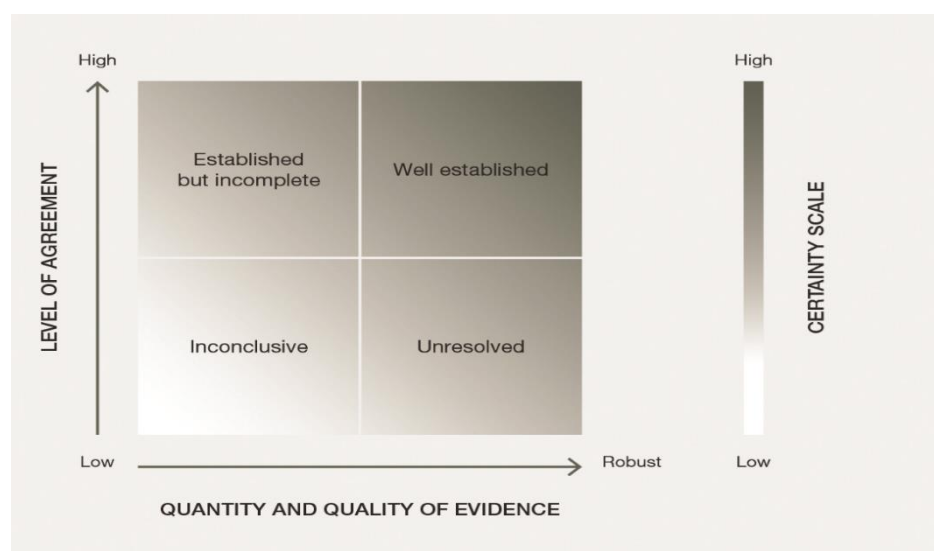 High
High
Established
but incomplete
Well established
LEVEL OF AGREEMENT
CERTAINTY SCALE
Inconclusive
Unresolved
Low
Robust
Low
QUANTITY AND QUALITY OF EVIDENCE